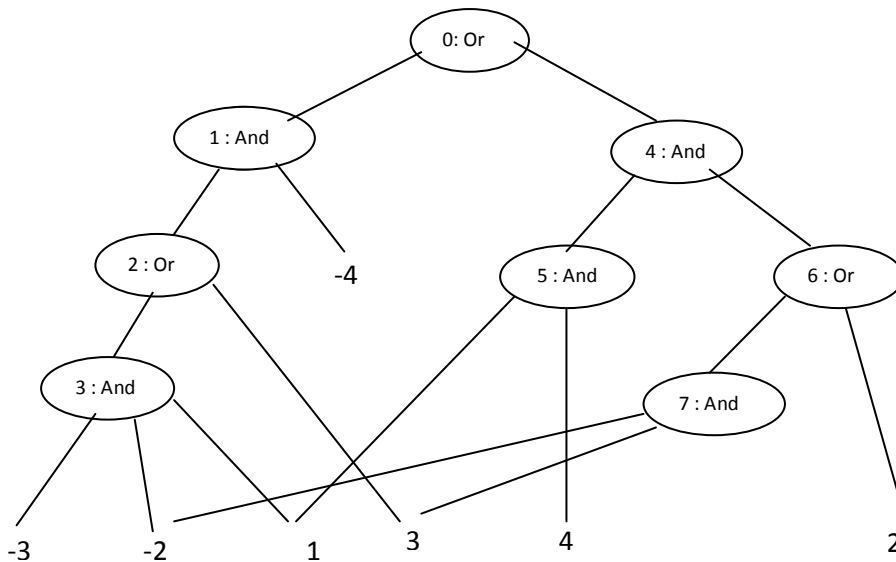 0: Or
1 : And
4 : And
2 : Or
-4
5 : And
6 : Or
3 : And
7 : And
-3
-2
1
3
4
2